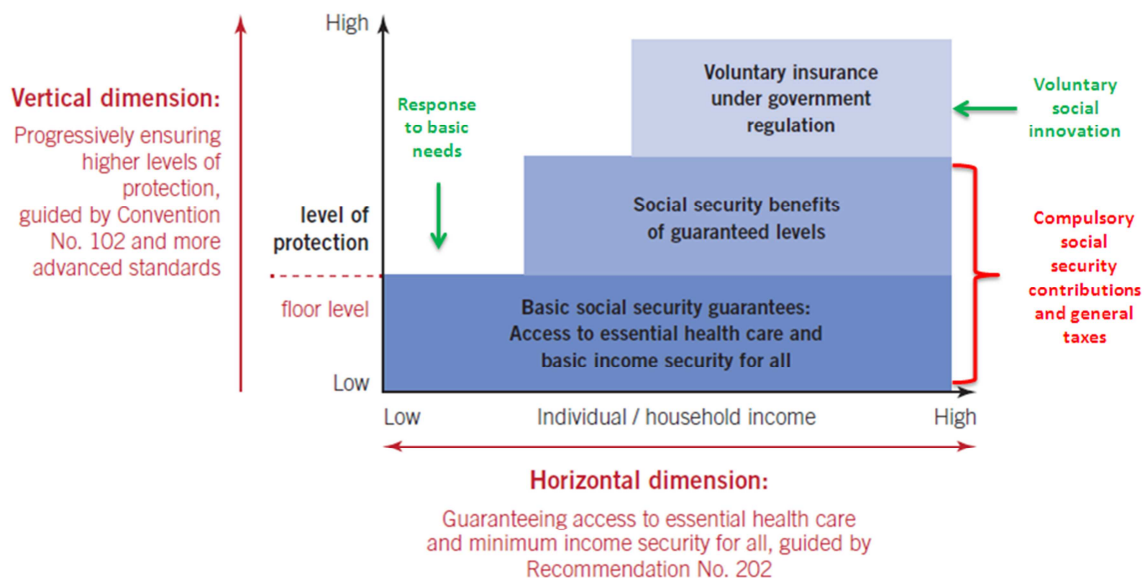 High
Vertical dimension:
Progressively ensuring
higher levels of
protection,
guided by Convention
No. 102 and more
advanced standards
Response
to basic
needs
level of
protection
floor level
Low
Voluntary insurance
under government
regulation
Social security benefits
of guaranteed levels
Basic social security guarantees:
Access to essential health care and
basic income security for all
Voluntary
social
innovation
Compulsory
social
security
contributions
and general
taxes
Low
Individual / household income
High
Horizontal dimension:
Guaranteeing access to essential health care
and minimum income security for all, guided by
Recommendation No. 202